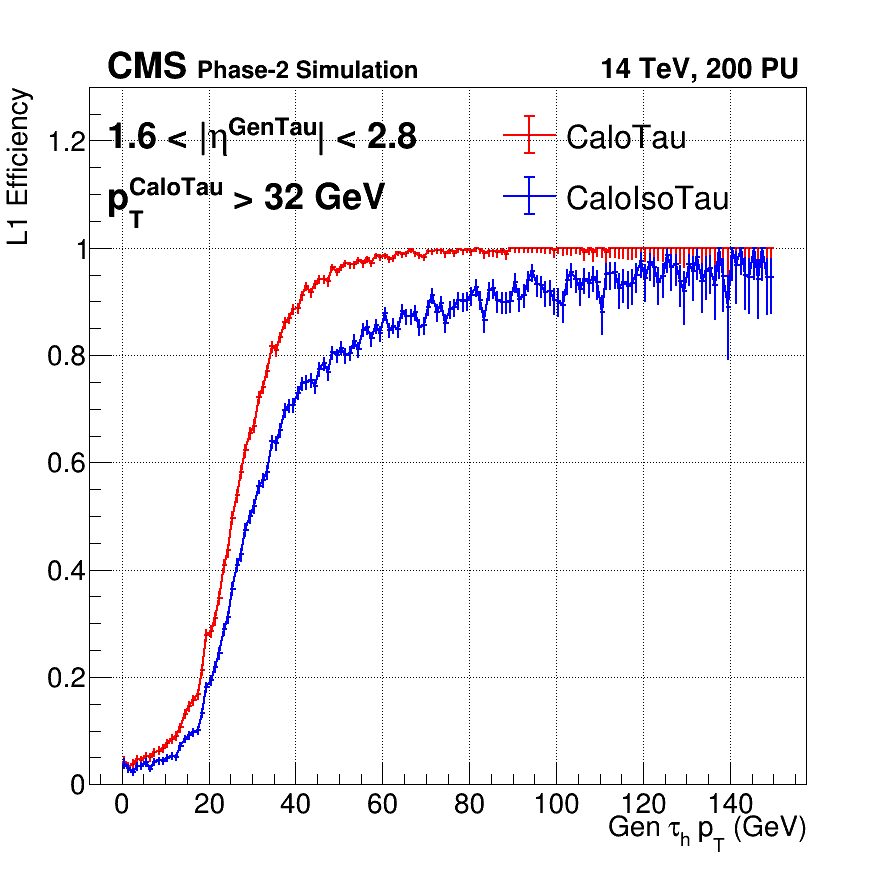 CMS Phase-2 Simulation 14 TeV, 200 PU
1.6 < |η^GenTau| < 2.8
p_T^CaloTau > 32 GeV
CaloTau
CaloIsoTau
L1 Efficiency
1.2
1
0.8
0.6
0.4
0.2
0
0 20 40 60 80 100 120 140
Gen τ_h p_T (GeV)